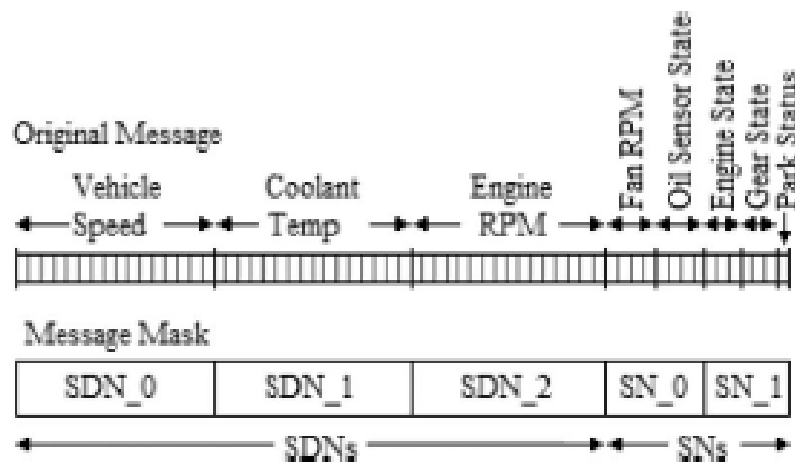 Original Message
Vehicle Speed
Coolant Temp
Engine RPM
Fan RPM
Oil Sensor State
Engine State
Gear State
Park Status
Message Mask
SDN_0 SDN_1 SDN_2 SN_0 SN_1
SDNs SNs